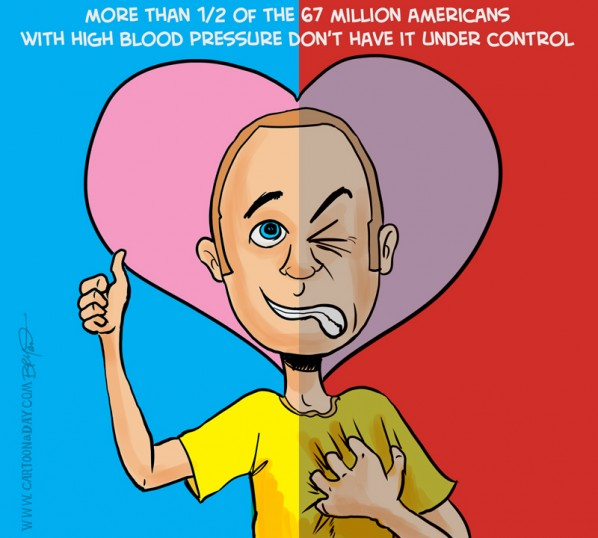 MORE THAN 1/2 OF THE 67 MILLION AMERICANS
WITH HIGH BLOOD PRESSURE DON'T HAVE IT UNDER CONTROL
WWW.CARTOONADAY.COM